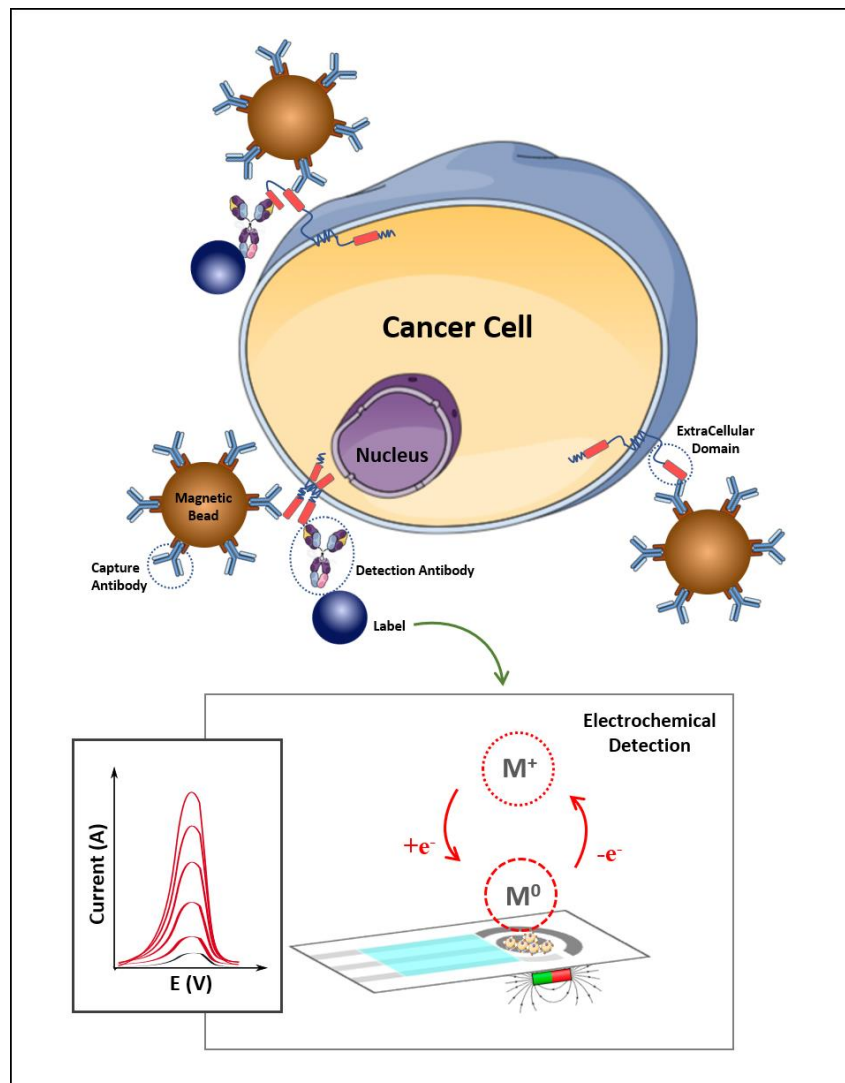 Cancer Cell
Nucleus
ExtraCellular
Domain
Magnetic
Bead
Capture
Antibody
Detection Antibody
Label
Electrochemical
Detection
M⁺
+e⁻
-e⁻
M⁰
Current (A)
E (V)